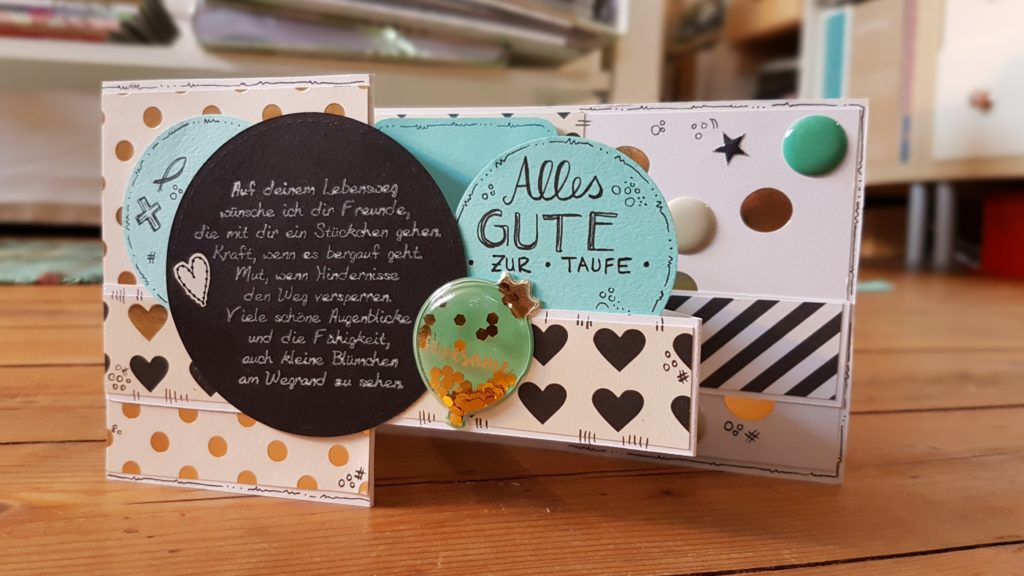 Auf deinem Lebensweg
wünsche ich dir Freunde,
die mit dir ein Stückchen gehen.
Kraft, wenn es bergauf geht.
Mut, wenn Hindernisse
den Weg versperren.
Viele schöne Augenblicke
und die Fähigkeit,
auch kleine Blümchen
am Wegrand zu sehen.
Alles
GUTE
• ZUR • TAUFE •